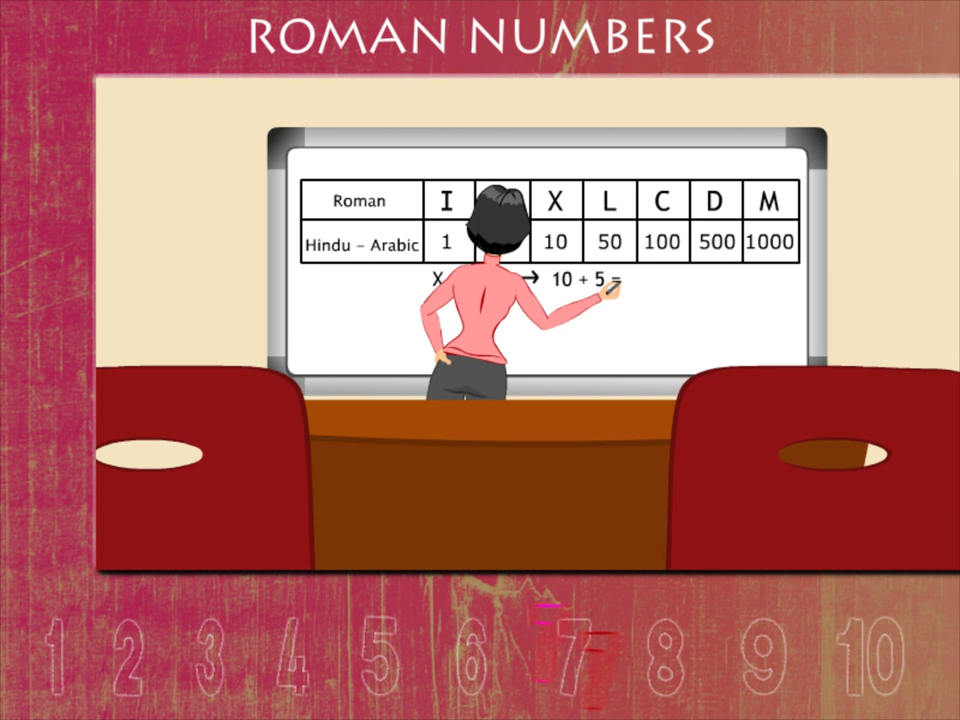 ROMAN NUMBERS
Roman I X L C D M
Hindu - Arabic 1 10 50 100 500 1000
X → 10 + 5 =
1 2 3 4 5 6 7 8 9 10